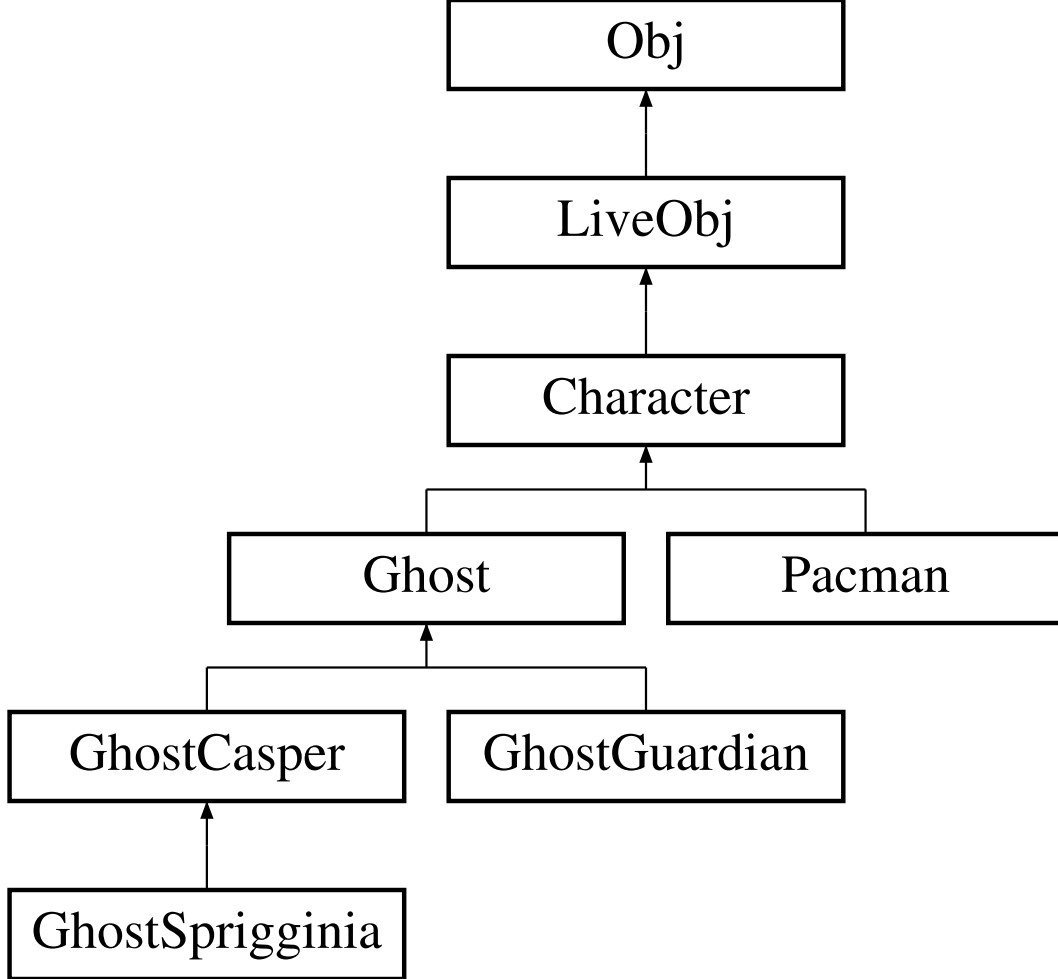 Obj
LiveObj
Character
Ghost
Pacman
GhostCasper
GhostGuardian
GhostSprigginia